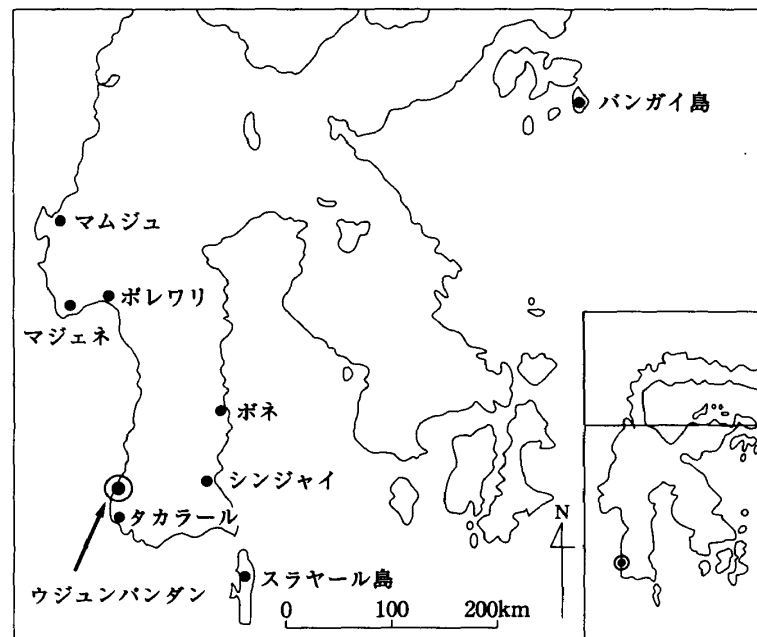 バンガイ島
マムジュ
ポレワリ
マジェネ
ボネ
シンジャイ
タカラール
N
ウジュンパンダン
スラヤール島
0 100 200km